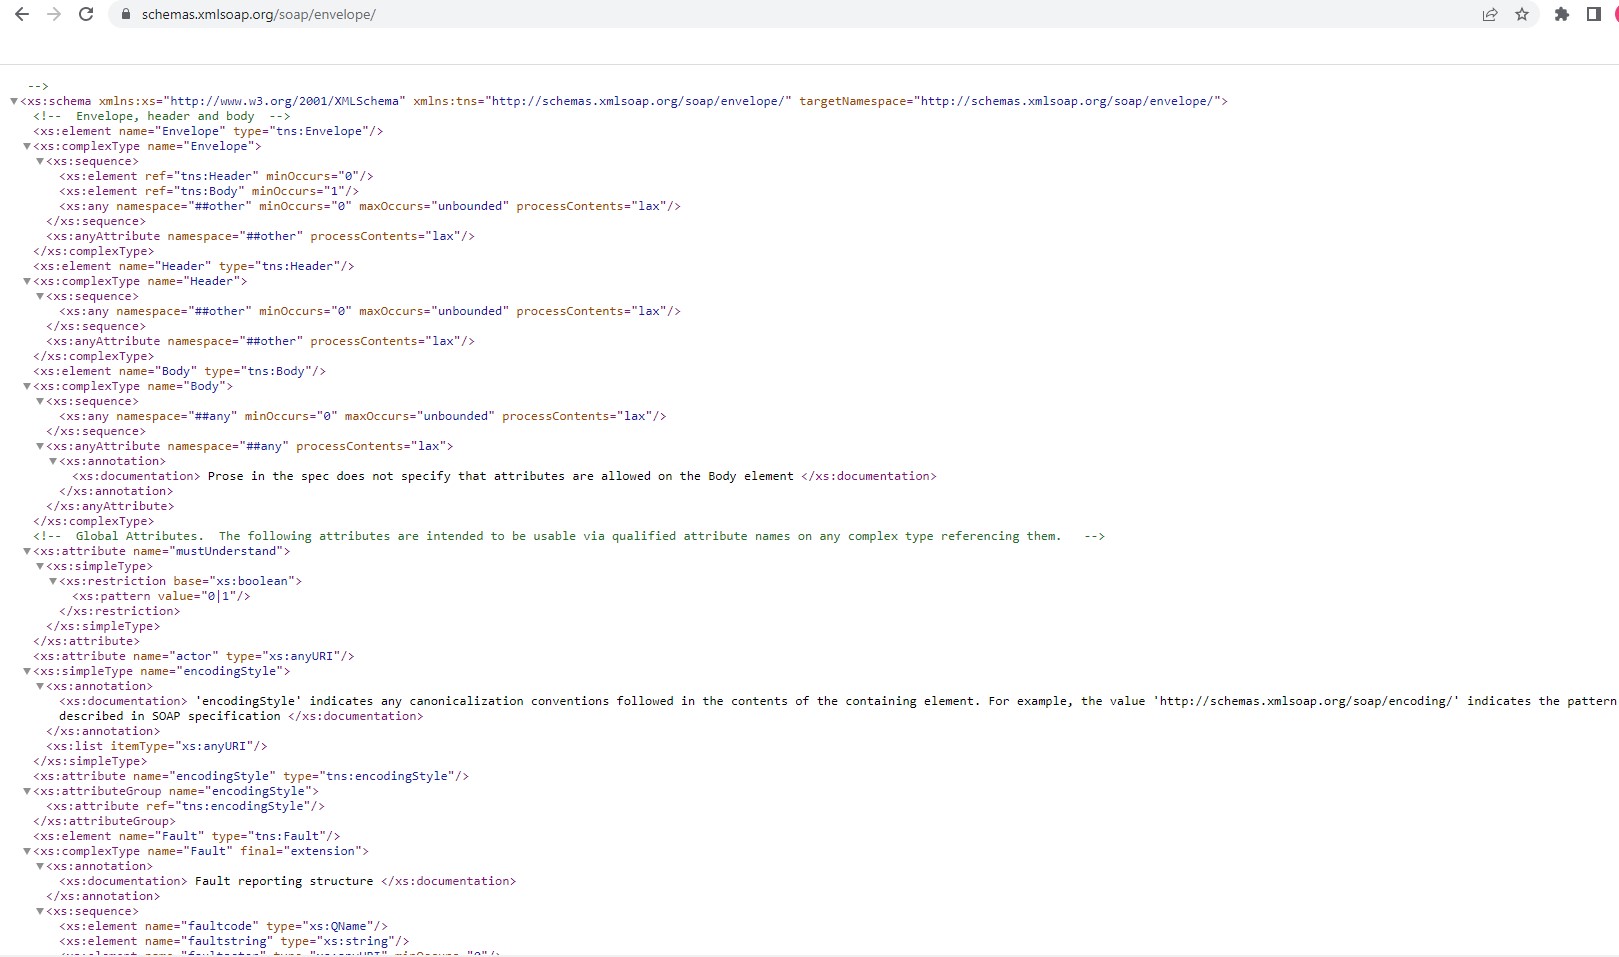 schemas.xmlsoap.org/soap/envelope/
-->
<xs:schema xmlns:xs="http://www.w3.org/2001/XMLSchema" xmlns:tns="http://schemas.xmlsoap.org/soap/envelope/" targetNamespace="http://schemas.xmlsoap.org/soap/envelope/">
<!--  Envelope, header and body  -->
<xs:element name="Envelope" type="tns:Envelope"/>
<xs:complexType name="Envelope">
<xs:sequence>
<xs:element ref="tns:Header" minOccurs="0"/>
<xs:element ref="tns:Body" minOccurs="1"/>
<xs:any namespace="##other" minOccurs="0" maxOccurs="unbounded" processContents="lax"/>
</xs:sequence>
<xs:anyAttribute namespace="##other" processContents="lax"/>
</xs:complexType>
<xs:element name="Header" type="tns:Header"/>
<xs:complexType name="Header">
<xs:sequence>
<xs:any namespace="##other" minOccurs="0" maxOccurs="unbounded" processContents="lax"/>
</xs:sequence>
<xs:anyAttribute namespace="##other" processContents="lax"/>
</xs:complexType>
<xs:element name="Body" type="tns:Body"/>
<xs:complexType name="Body">
<xs:sequence>
<xs:any namespace="##any" minOccurs="0" maxOccurs="unbounded" processContents="lax"/>
</xs:sequence>
<xs:anyAttribute namespace="##any" processContents="lax">
<xs:annotation>
<xs:documentation> Prose in the spec does not specify that attributes are allowed on the Body element </xs:documentation>
</xs:annotation>
</xs:anyAttribute>
</xs:complexType>
<!--  Global Attributes.  The following attributes are intended to be usable via qualified attribute names on any complex type referencing them.   -->
<xs:attribute name="mustUnderstand">
<xs:simpleType>
<xs:restriction base="xs:boolean">
<xs:pattern value="0|1"/>
</xs:restriction>
</xs:simpleType>
</xs:attribute>
<xs:attribute name="actor" type="xs:anyURI"/>
<xs:simpleType name="encodingStyle">
<xs:annotation>
<xs:documentation> 'encodingStyle' indicates any canonicalization conventions followed in the contents of the containing element. For example, the value 'http://schemas.xmlsoap.org/soap/encoding/' indicates the pattern
described in SOAP specification </xs:documentation>
</xs:annotation>
<xs:list itemType="xs:anyURI"/>
</xs:simpleType>
<xs:attribute name="encodingStyle" type="tns:encodingStyle"/>
<xs:attributeGroup name="encodingStyle">
<xs:attribute ref="tns:encodingStyle"/>
</xs:attributeGroup>
<xs:element name="Fault" type="tns:Fault"/>
<xs:complexType name="Fault" final="extension">
<xs:annotation>
<xs:documentation> Fault reporting structure </xs:documentation>
</xs:annotation>
<xs:sequence>
<xs:element name="faultcode" type="xs:QName"/>
<xs:element name="faultstring" type="xs:string"/>